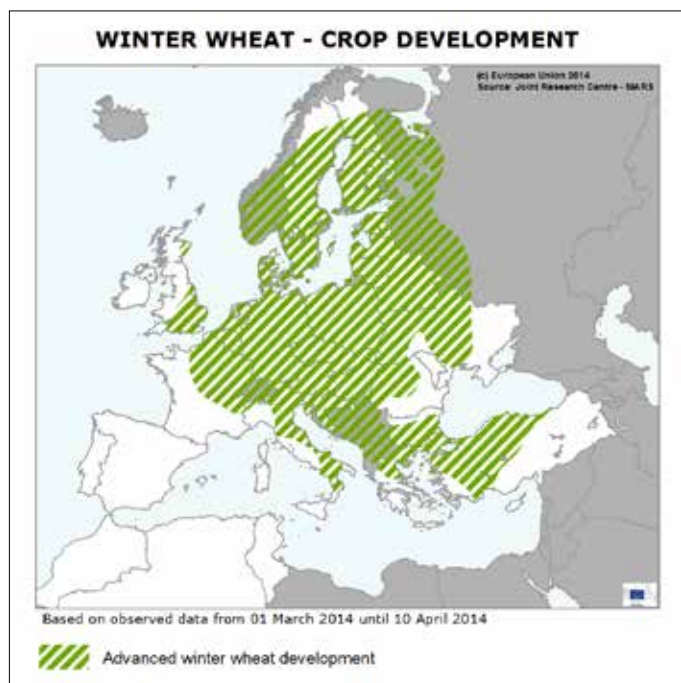 WINTER WHEAT - CROP DEVELOPMENT
(c) European Union 2014
Source: Joint Research Centre - MARS
Based on observed data from 01 March 2014 until 10 April 2014
Advanced winter wheat development